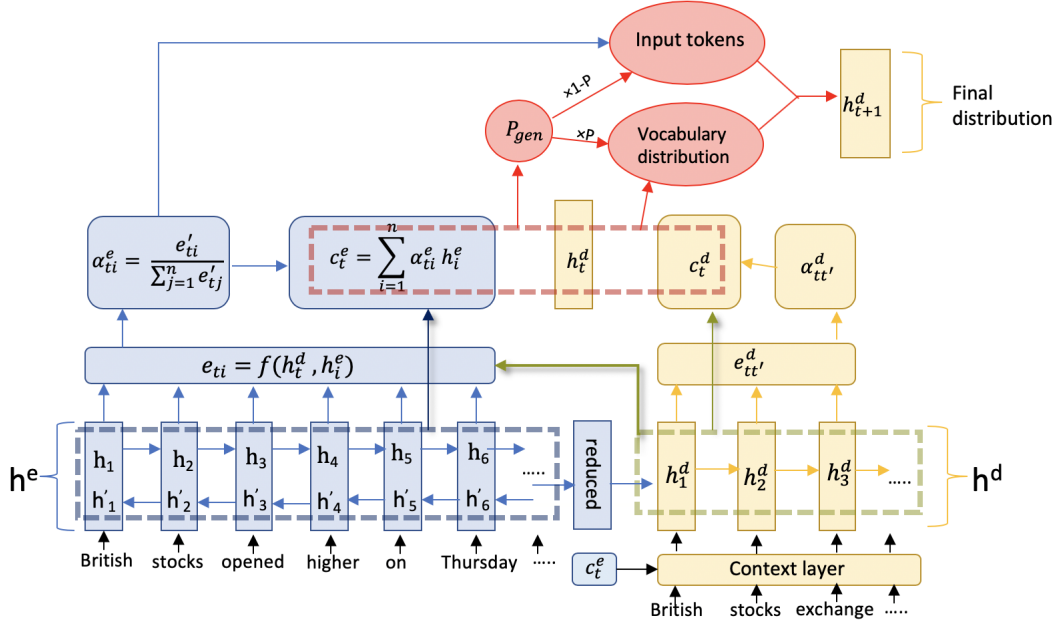 Input tokens
×1-P
P_gen
×P
Vocabulary
distribution
h^d_{t+1}
Final
distribution
α^e_{ti} = e'_{ti} / ∑^n_{j=1} e'_{tj}
c^e_t = ∑^n_{i=1} α^e_{ti} h^e_i
h^d_t
c^d_t
α^d_{tt'}
e_{ti} = f(h^d_t , h^e_i)
e^d_{tt'}
h^e
h_1 h_2 h_3 h_4 h_5 h_6 .....
h'_1 h'_2 h'_3 h'_4 h'_5 h'_6
reduced
h^d_1 h^d_2 h^d_3 .....
h^d
British stocks opened higher on Thursday .....
c^e_t
Context layer
British stocks exchange .....